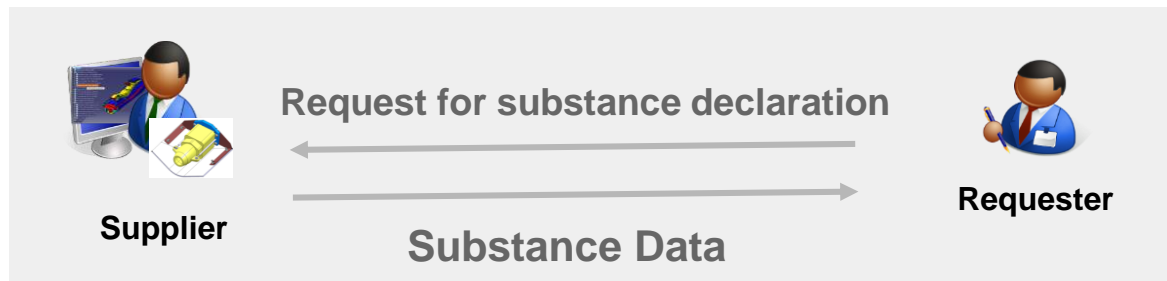 Request for substance declaration
Supplier
Requester
Substance Data